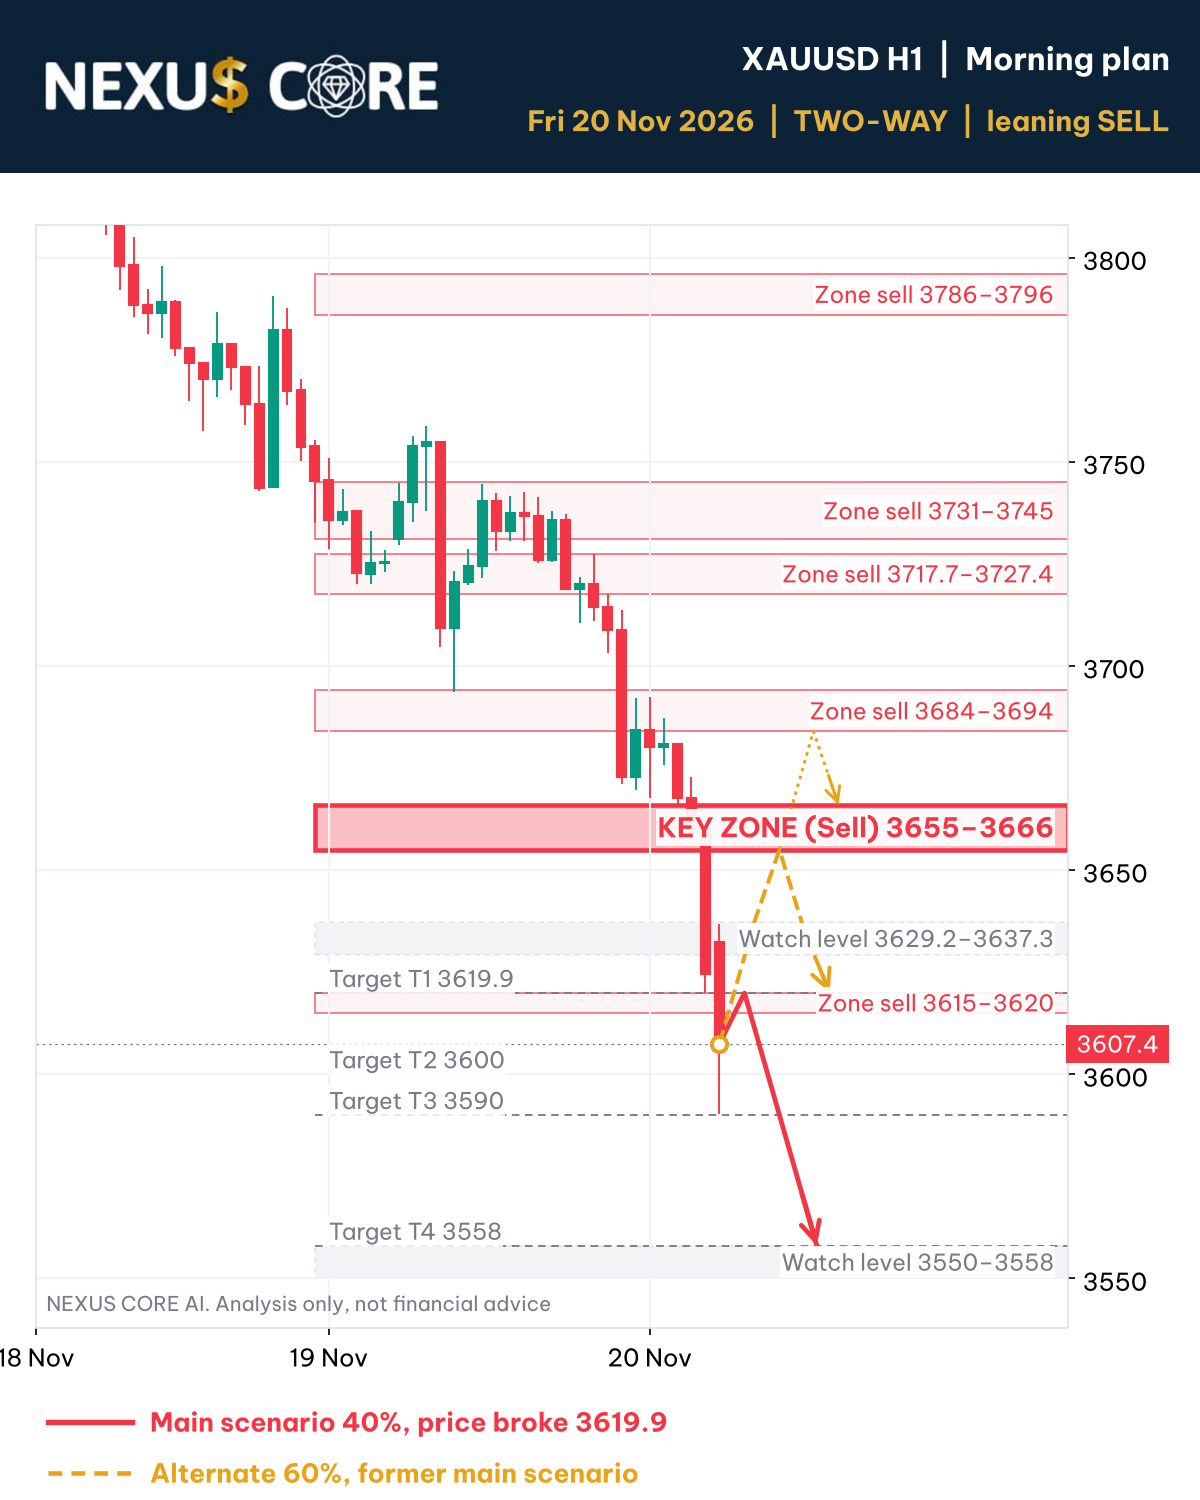 NEXU$ CORE
XAUUSD H1 | Morning plan
Fri 20 Nov 2026 | TWO-WAY | leaning SELL
3800
Zone sell 3786–3796
3750
Zone sell 3731–3745
Zone sell 3717.7–3727.4
3700
Zone sell 3684–3694
KEY ZONE (Sell) 3655–3666
3650
Watch level 3629.2–3637.3
Target T1 3619.9
Zone sell 3615–3620
3607.4
Target T2 3600
3600
Target T3 3590
Target T4 3558
Watch level 3550–3558
3550
NEXUS CORE AI. Analysis only, not financial advice
18 Nov
19 Nov
20 Nov
Main scenario 40%, price broke 3619.9
Alternate 60%, former main scenario